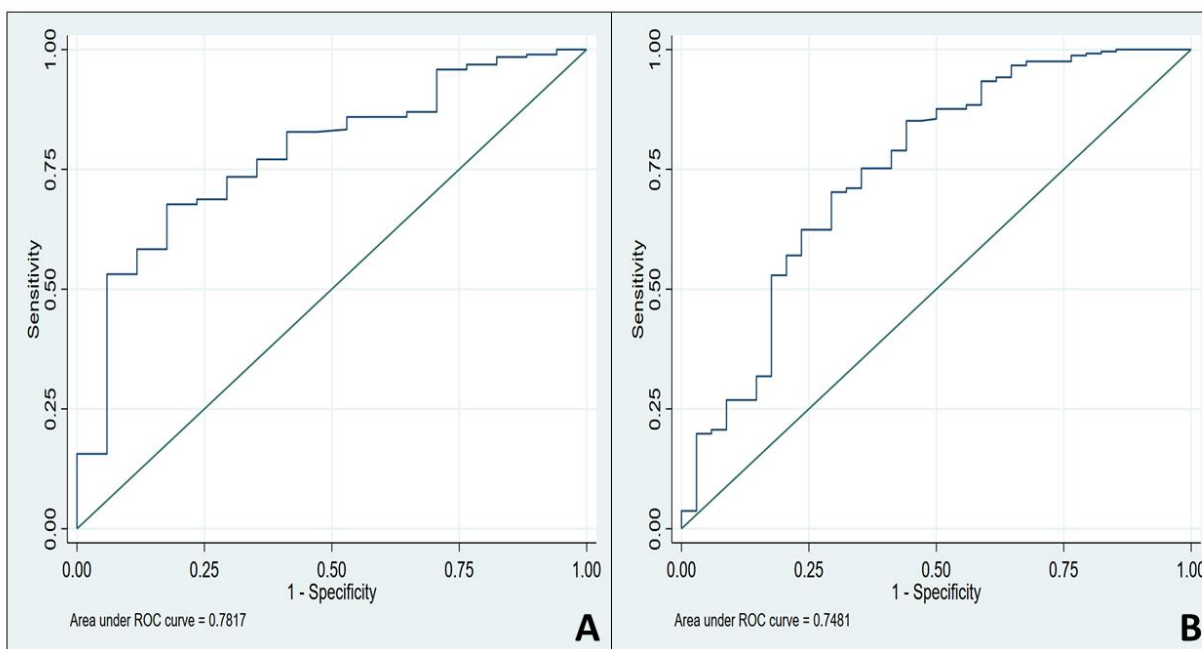 1.00
0.75
0.50
0.25
0.00
Sensitivity
0.00 0.25 0.50 0.75 1.00
1 - Specificity
Area under ROC curve = 0.7817
A
1.00
0.75
0.50
0.25
0.00
Sensitivity
0.00 0.25 0.50 0.75 1.00
1 - Specificity
Area under ROC curve = 0.7481
B